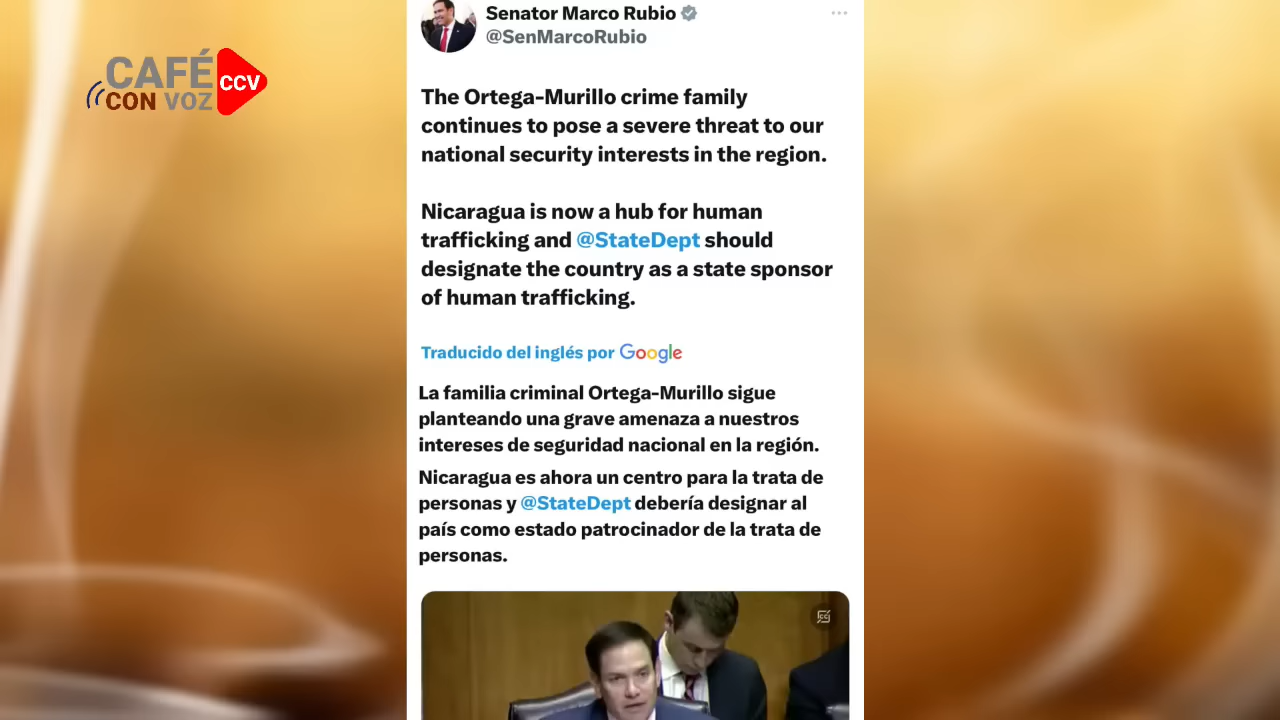 Senator Marco Rubio
@SenMarcoRubio
CAFÉ
CON VOZ
CCV
The Ortega-Murillo crime family
continues to pose a severe threat to our
national security interests in the region.
Nicaragua is now a hub for human
trafficking and @StateDept should
designate the country as a state sponsor
of human trafficking.
Traducido del inglés por Google
La familia criminal Ortega-Murillo sigue
planteando una grave amenaza a nuestros
intereses de seguridad nacional en la región.
Nicaragua es ahora un centro para la trata de
personas y @StateDept debería designar al
país como estado patrocinador de la trata de
personas.